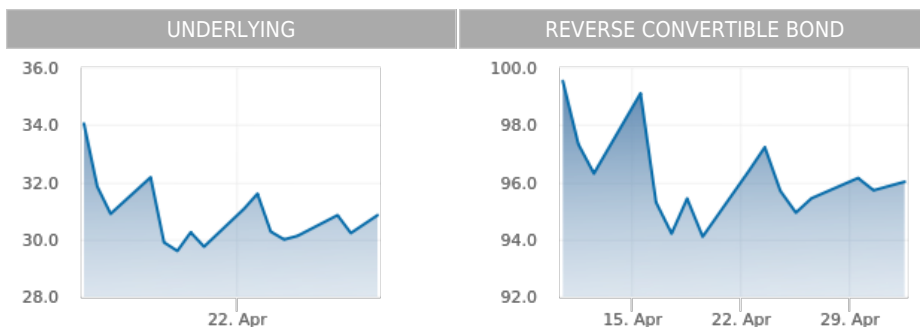 UNDERLYING
REVERSE CONVERTIBLE BOND
36.0
34.0
32.0
30.0
28.0
22. Apr
100.0
98.0
96.0
94.0
92.0
15. Apr
22. Apr
29. Apr